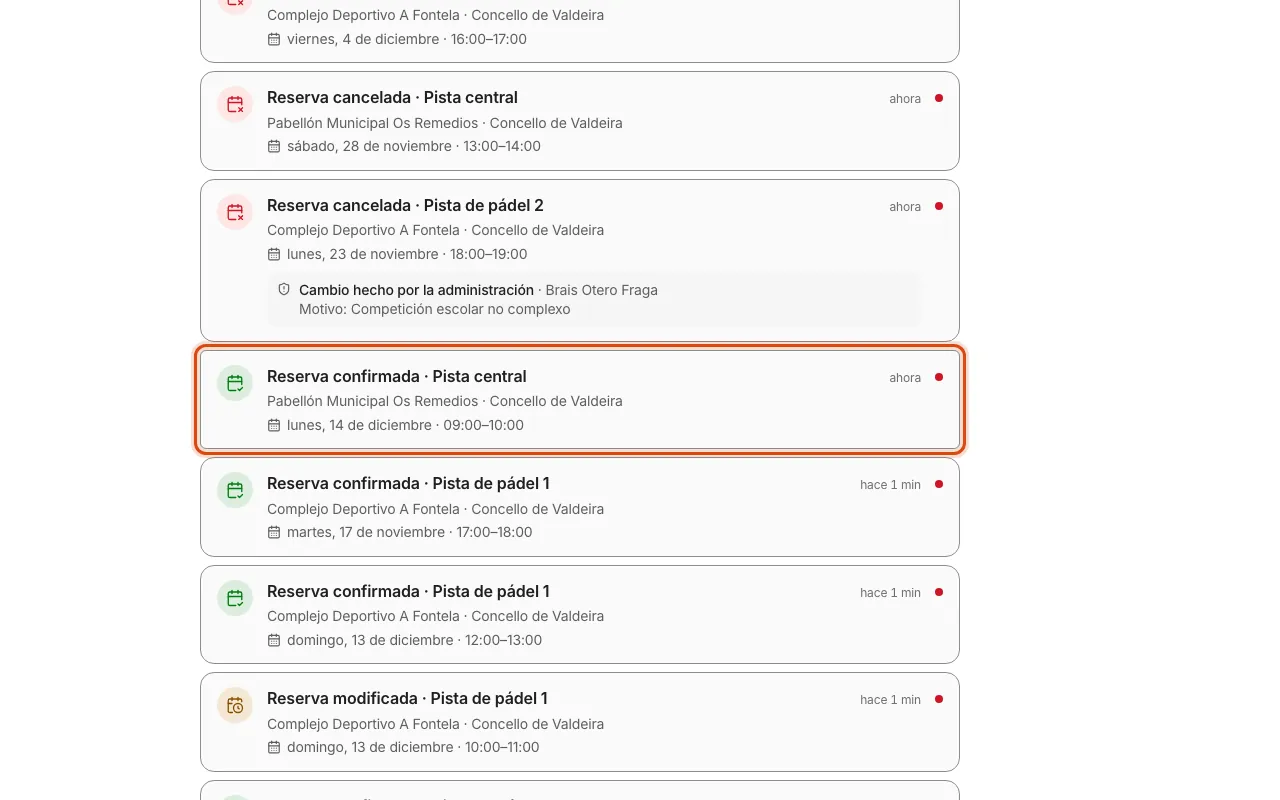 Complejo Deportivo A Fontela · Concello de Valdeira
viernes, 4 de diciembre · 16:00–17:00
Reserva cancelada · Pista central
ahora
Pabellón Municipal Os Remedios · Concello de Valdeira
sábado, 28 de noviembre · 13:00–14:00
Reserva cancelada · Pista de pádel 2
ahora
Complejo Deportivo A Fontela · Concello de Valdeira
lunes, 23 de noviembre · 18:00–19:00
Cambio hecho por la administración · Brais Otero Fraga
Motivo: Competición escolar no complexo
Reserva confirmada · Pista central
ahora
Pabellón Municipal Os Remedios · Concello de Valdeira
lunes, 14 de diciembre · 09:00–10:00
Reserva confirmada · Pista de pádel 1
hace 1 min
Complejo Deportivo A Fontela · Concello de Valdeira
martes, 17 de noviembre · 17:00–18:00
Reserva confirmada · Pista de pádel 1
hace 1 min
Complejo Deportivo A Fontela · Concello de Valdeira
domingo, 13 de diciembre · 12:00–13:00
Reserva modificada · Pista de pádel 1
hace 1 min
Complejo Deportivo A Fontela · Concello de Valdeira
domingo, 13 de diciembre · 10:00–11:00